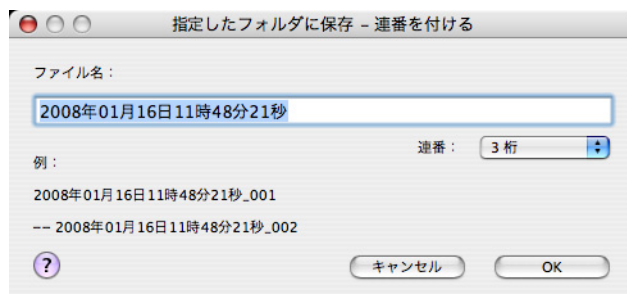 指定したフォルダに保存 – 連番を付ける
ファイル名：
2008年01月16日11時48分21秒
連番： 3 桁
例：
2008年01月16日11時48分21秒_001
-- 2008年01月16日11時48分21秒_002
? キャンセル OK